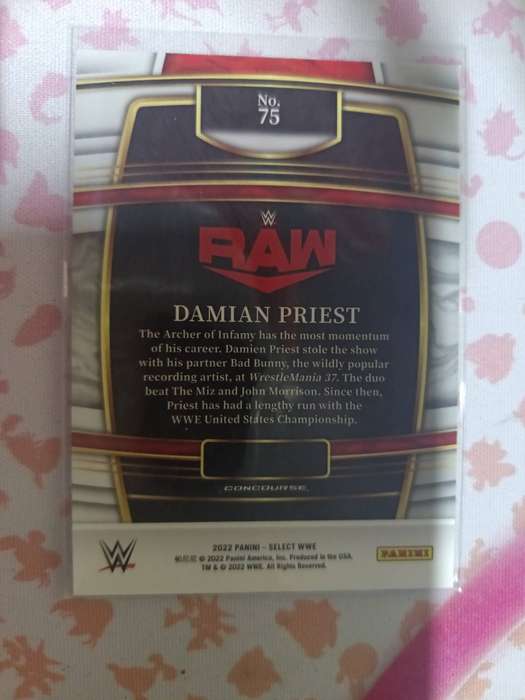 No.
75
W
RAW
DAMIAN PRIEST
The Archer of Infamy has the most momentum
of his career. Damien Priest stole the show
with his partner Bad Bunny, the wildly popular
recording artist, at WrestleMania 37. The duo
beat The Miz and John Morrison. Since then,
Priest has had a lengthy run with the
WWE United States Championship.
CONCOURSE
2022 PANINI – SELECT WWE
© 2022 Panini America, Inc. Produced in the USA.
TM & © 2022 WWE. All Rights Reserved.
W
PANINI